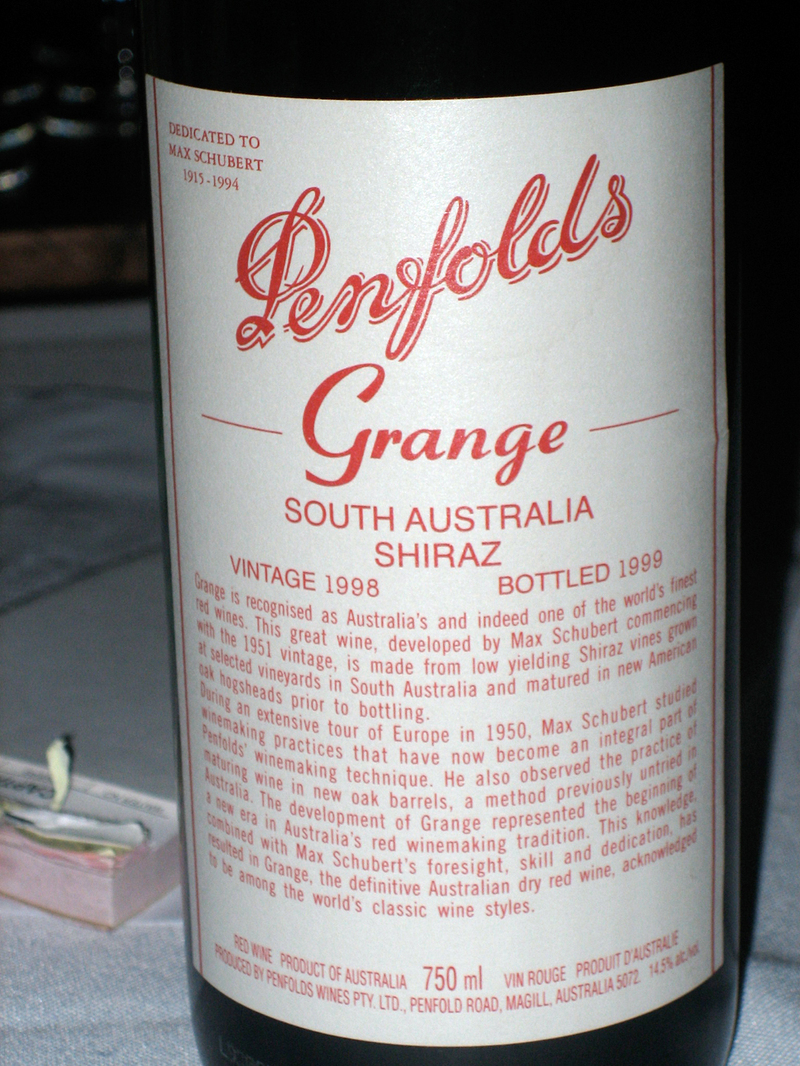 DEDICATED TO
MAX SCHUBERT
1915-1994
Penfolds
Grange
SOUTH AUSTRALIA
SHIRAZ
VINTAGE 1998 BOTTLED 1999
Grange is recognised as Australia's and indeed one of the world's finest
red wines. This great wine, developed by Max Schubert commencing
with the 1951 vintage, is made from low yielding Shiraz vines grown
at selected vineyards in South Australia and matured in new American
oak hogsheads prior to bottling.
During an extensive tour of Europe in 1950, Max Schubert studied
winemaking practices that have now become an integral part of
Penfolds' winemaking technique. He also observed the practice of
maturing wine in new oak barrels, a method previously untried in
Australia. The development of Grange represented the beginning of
a new era in Australia's red winemaking tradition. This knowledge,
combined with Max Schubert's foresight, skill and dedication, has
resulted in Grange, the definitive Australian dry red wine, acknowledged
to be among the world's classic wine styles.
RED WINE PRODUCT OF AUSTRALIA 750 ml VIN ROUGE PRODUIT D'AUSTRALIE
PRODUCED BY PENFOLDS WINES PTY. LTD., PENFOLD ROAD, MAGILL, AUSTRALIA 5072. 14.5% alc/vol.